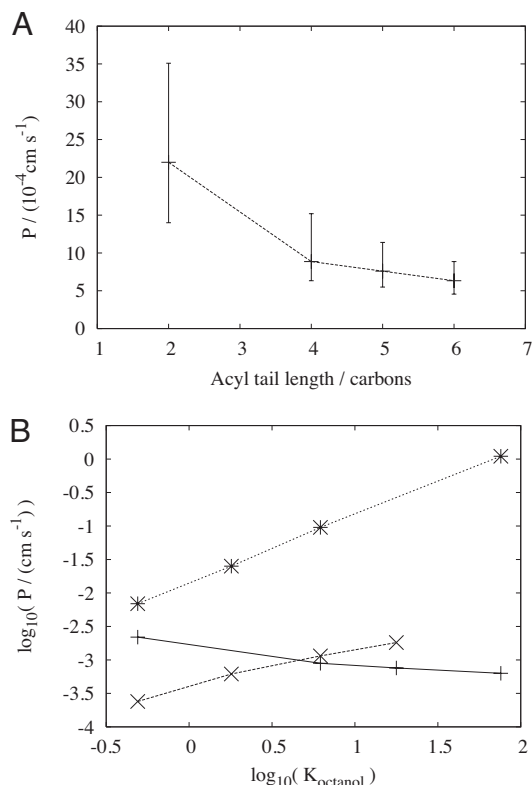 A
P / (10⁻⁴cm s⁻¹)
40
35
30
25
20
15
10
5
0
1 2 3 4 5 6 7
Acyl tail length / carbons
B
log₁₀( P / (cm s⁻¹) )
0.5
0
-0.5
-1
-1.5
-2
-2.5
-3
-3.5
-4
-0.5 0 0.5 1 1.5 2
log₁₀( K_octanol )